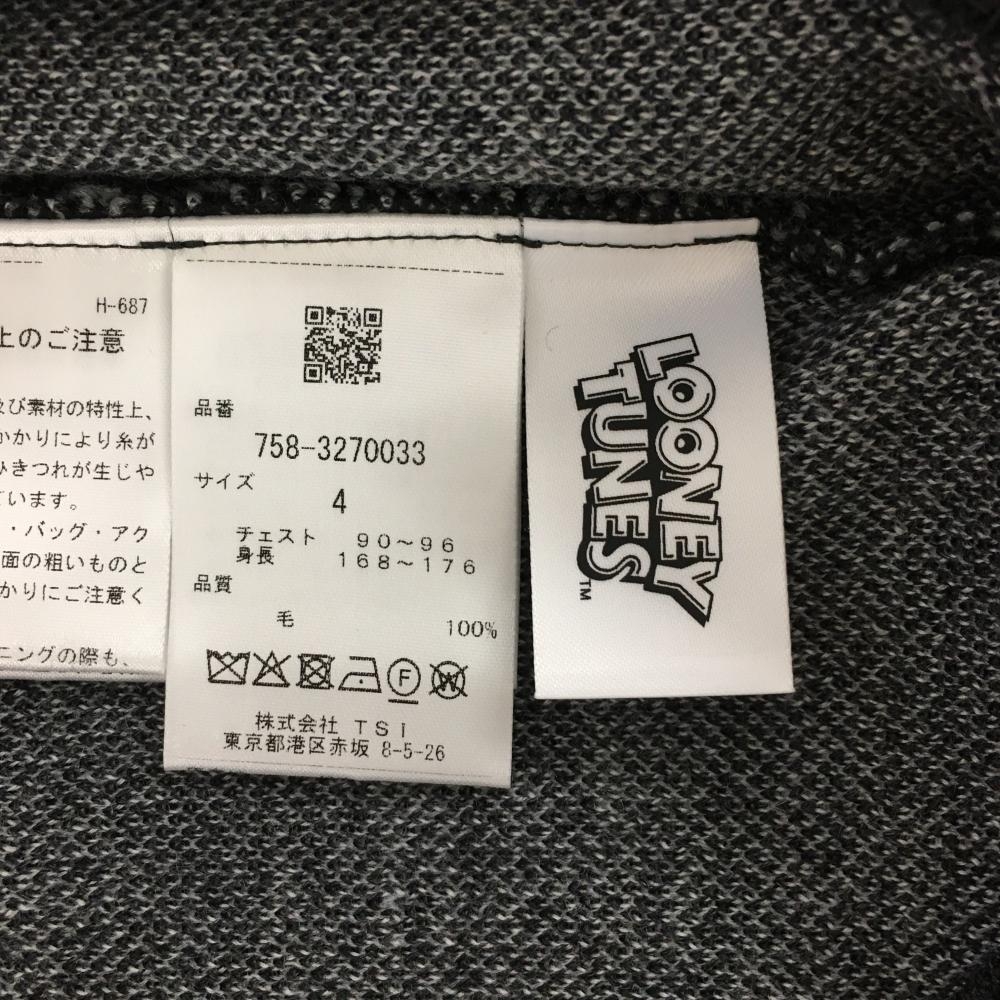 H-687
上のご注意
び素材の特性上、
かかりにより糸が
ひきつれが生じや
ています。
・バッグ・アク
面の粗いものと
かりにご注意く
ニングの際も、
品番
758-3270033
サイズ
4
チェスト 90～96
身長 168～176
品質
毛 100%
F
W
株式会社 TSI
東京都港区赤坂 8-5-26
LOONEY
TUNES™